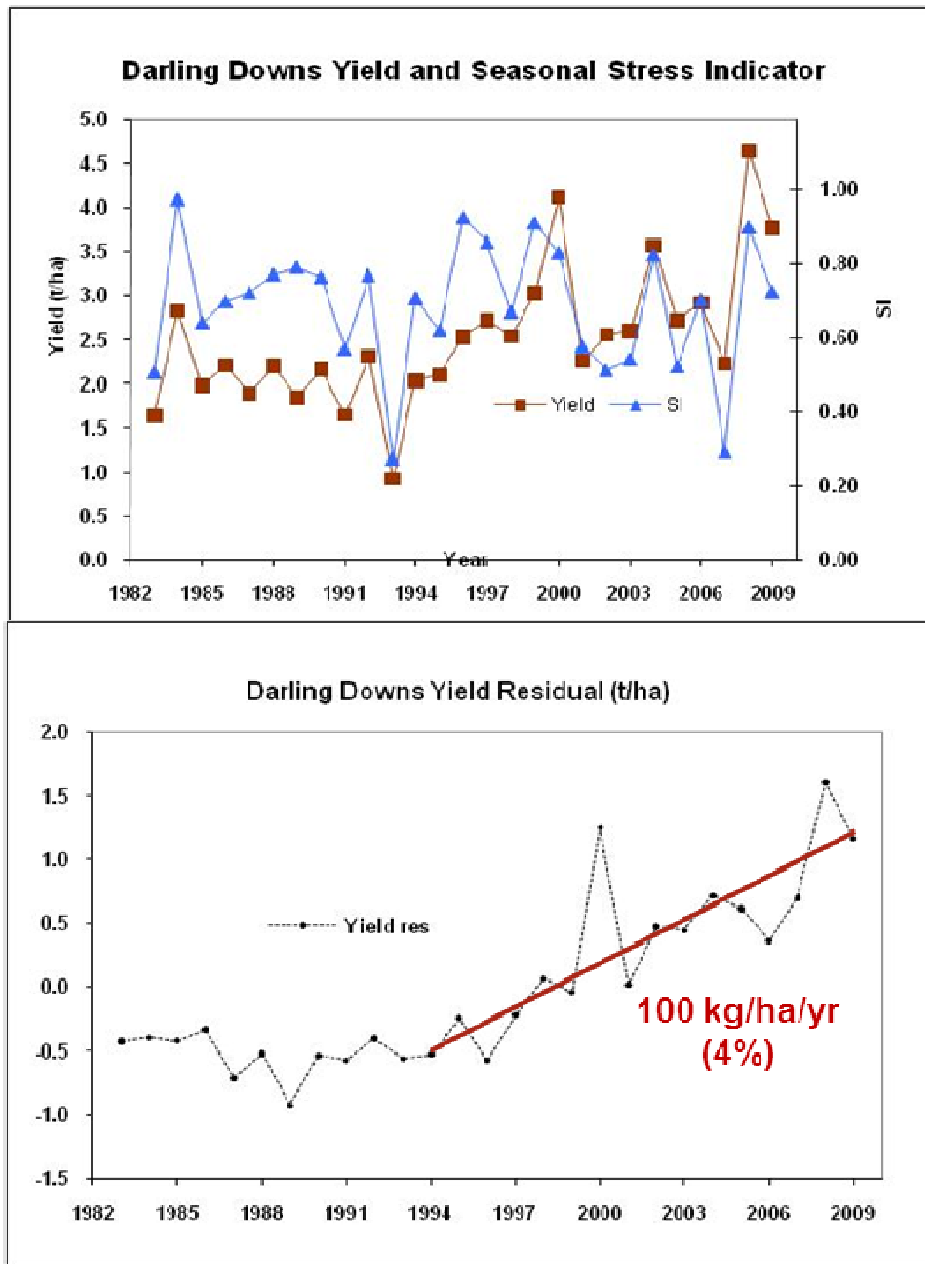 Darling Downs Yield and Seasonal Stress Indicator
5.0
4.5
4.0
3.5
3.0
2.5
2.0
1.5
1.0
0.5
0.0
Yield (t/ha)
1.00
0.80
0.60
0.40
0.20
0.00
SI
Yield SI
Year
1982 1985 1988 1991 1994 1997 2000 2003 2006 2009
Darling Downs Yield Residual (t/ha)
2.0
1.5
1.0
0.5
0.0
-0.5
-1.0
-1.5
Yield res
100 kg/ha/yr
(4%)
1982 1985 1988 1991 1994 1997 2000 2003 2006 2009